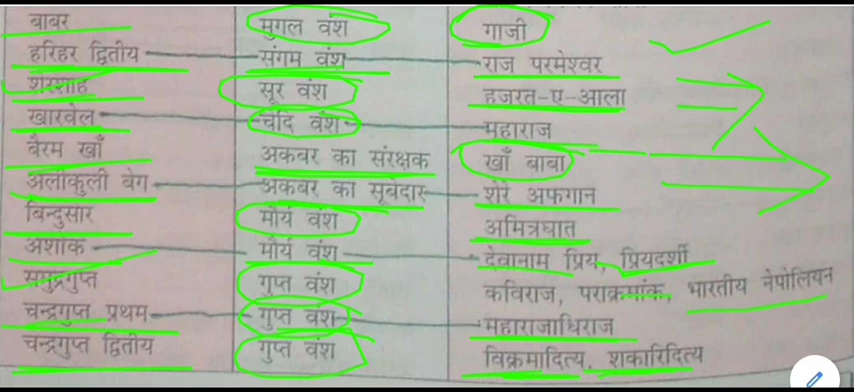 बाबर मुगल वंश गाजी
हरिहर द्वितीय संगम वंश राज परमेश्वर
शेरशाह सूर वंश हजरत-ए-आला
खारवेल चेदि वंश महाराज
बैरम खाँ अकबर का संरक्षक खाँ बाबा
अलीकुली बेग अकबर का सूबेदार शेरे अफगान
बिन्दुसार मौर्य वंश अमित्रघात
अशोक मौर्य वंश देवानाम प्रिय, प्रियदर्शी
समुद्रगुप्त गुप्त वंश कविराज, पराक्रमांक, भारतीय नेपोलियन
चन्द्रगुप्त प्रथम गुप्त वंश महाराजाधिराज
चन्द्रगुप्त द्वितीय गुप्त वंश विक्रमादित्य, शकारिदित्य